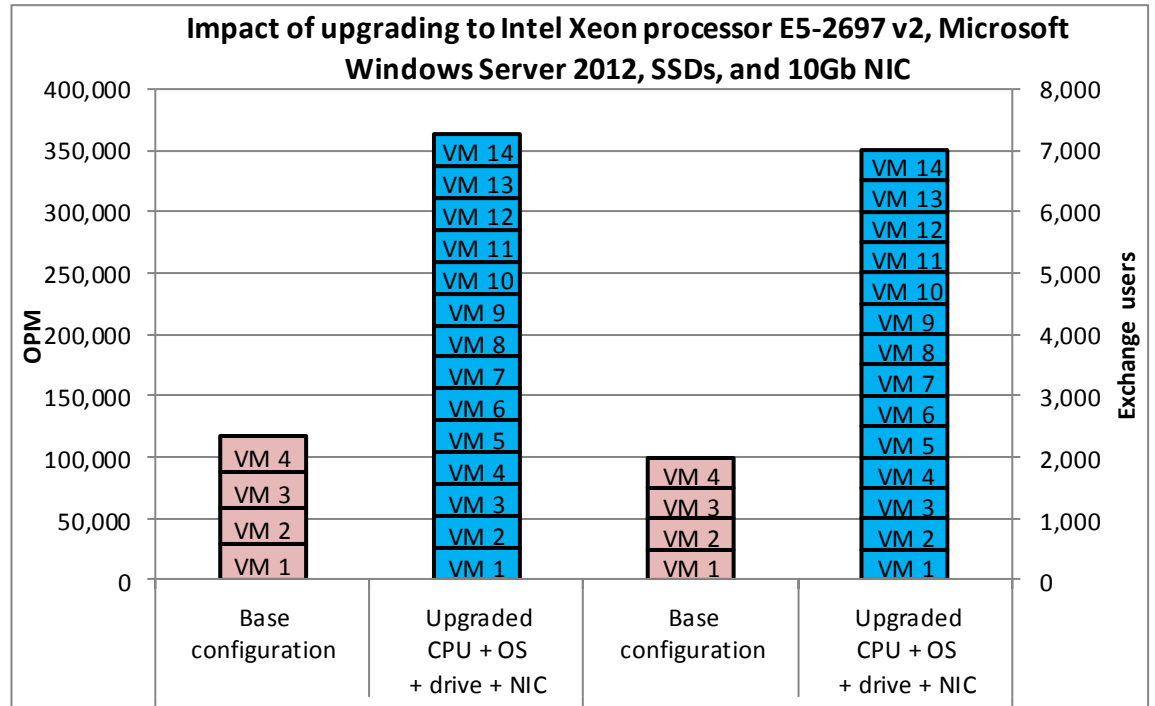 Impact of upgrading to Intel Xeon processor E5-2697 v2, Microsoft
Windows Server 2012, SSDs, and 10Gb NIC
OPM
400,000
350,000
300,000
250,000
200,000
150,000
100,000
50,000
0
VM 4
VM 3
VM 2
VM 1
VM 14
VM 13
VM 12
VM 11
VM 10
VM 9
VM 8
VM 7
VM 6
VM 5
VM 4
VM 3
VM 2
VM 1
VM 4
VM 3
VM 2
VM 1
VM 14
VM 13
VM 12
VM 11
VM 10
VM 9
VM 8
VM 7
VM 6
VM 5
VM 4
VM 3
VM 2
VM 1
8,000
7,000
6,000
5,000
4,000
3,000
2,000
1,000
0
Exchange users
Base
configuration
Upgraded
CPU + OS
+ drive + NIC
Base
configuration
Upgraded
CPU + OS
+ drive + NIC